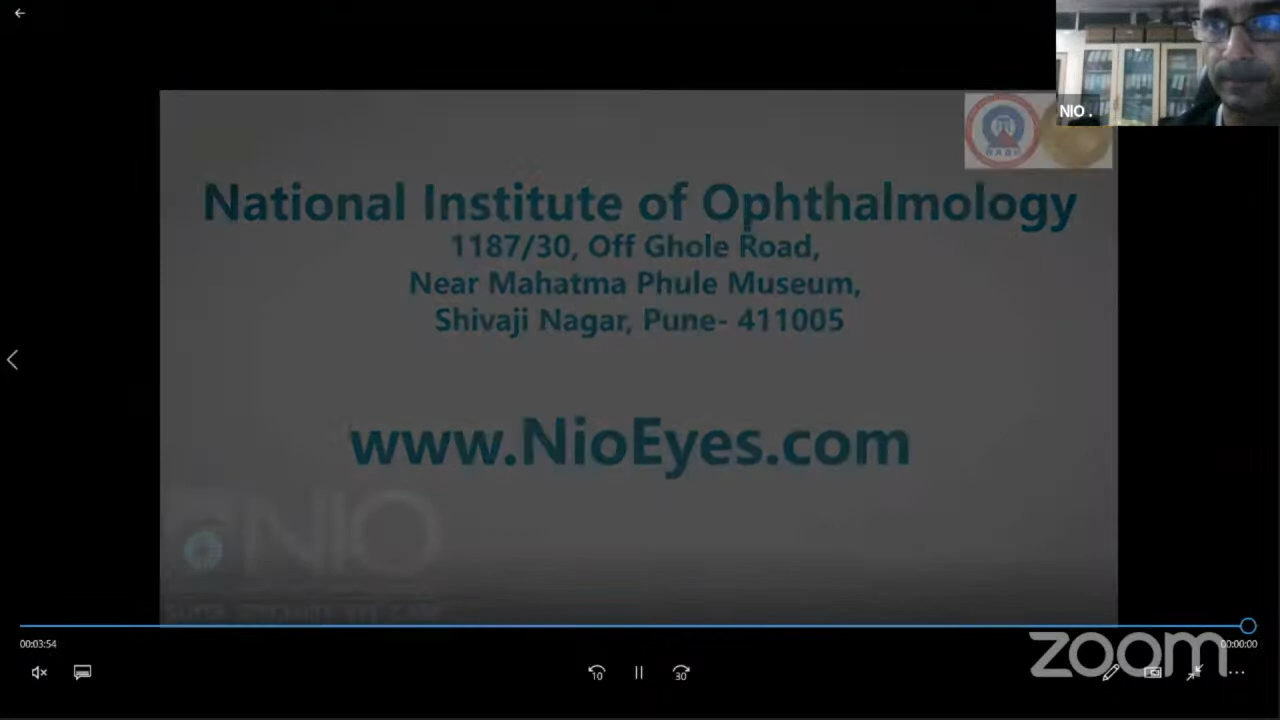 NIO .
National Institute of Ophthalmology
1187/30, Off Ghole Road,
Near Mahatma Phule Museum,
Shivaji Nagar, Pune- 411005
www.NioEyes.com
NIO
00:03:54
00:00:00
10
30
zoom